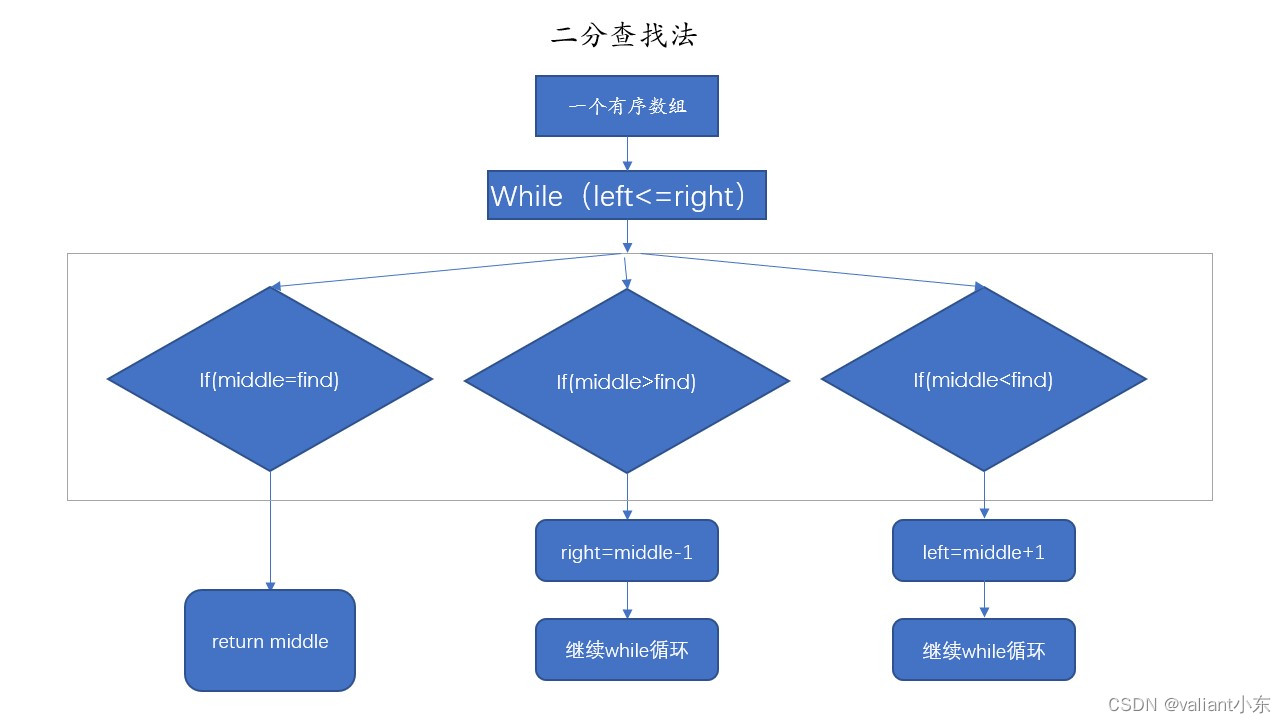 二分查找法
一个有序数组
While（left<=right）
If(middle=find)
If(middle>find)
If(middle<find)
right=middle-1
left=middle+1
return middle
继续while循环
继续while循环
CSDN @valiant小东